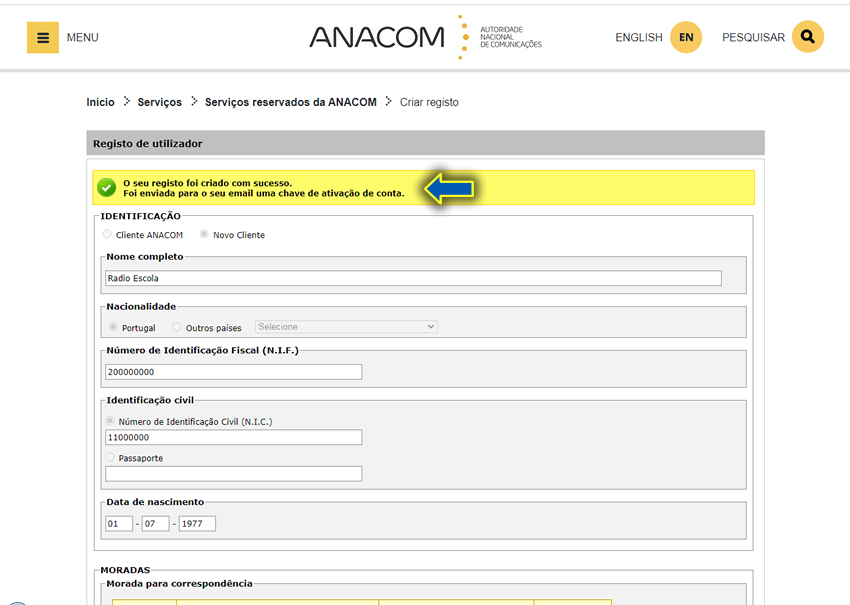 MENU
ANACOM
AUTORIDADE
NACIONAL
DE COMUNICAÇÕES
ENGLISH EN
PESQUISAR
Inicio > Serviços > Serviços reservados da ANACOM > Criar registo
Registo de utilizador
O seu registo foi criado com sucesso.
Foi enviada para o seu email uma chave de ativação de conta.
IDENTIFICAÇÃO
Cliente ANACOM Novo Cliente
Nome completo
Radio Escola
Nacionalidade
Portugal Outros países Selecione
Número de Identificação Fiscal (N.I.F.)
200000000
Identificação civil
Número de Identificação Civil (N.I.C.)
11000000
Passaporte
Data de nascimento
01 - 07 - 1977
MORADAS
Morada para correspondência